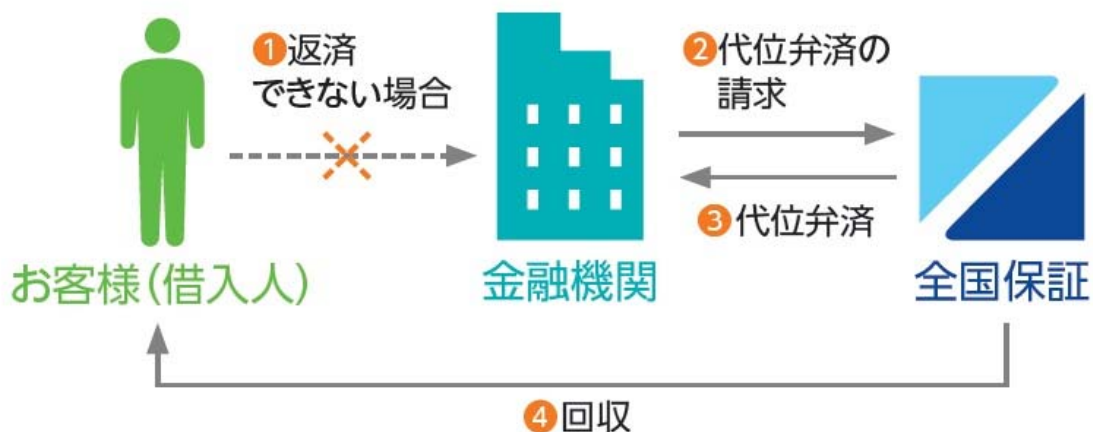 ❶返済
できない場合
❷代位弁済の
請求
❸代位弁済
お客様(借入人)
金融機関
全国保証
❹回収